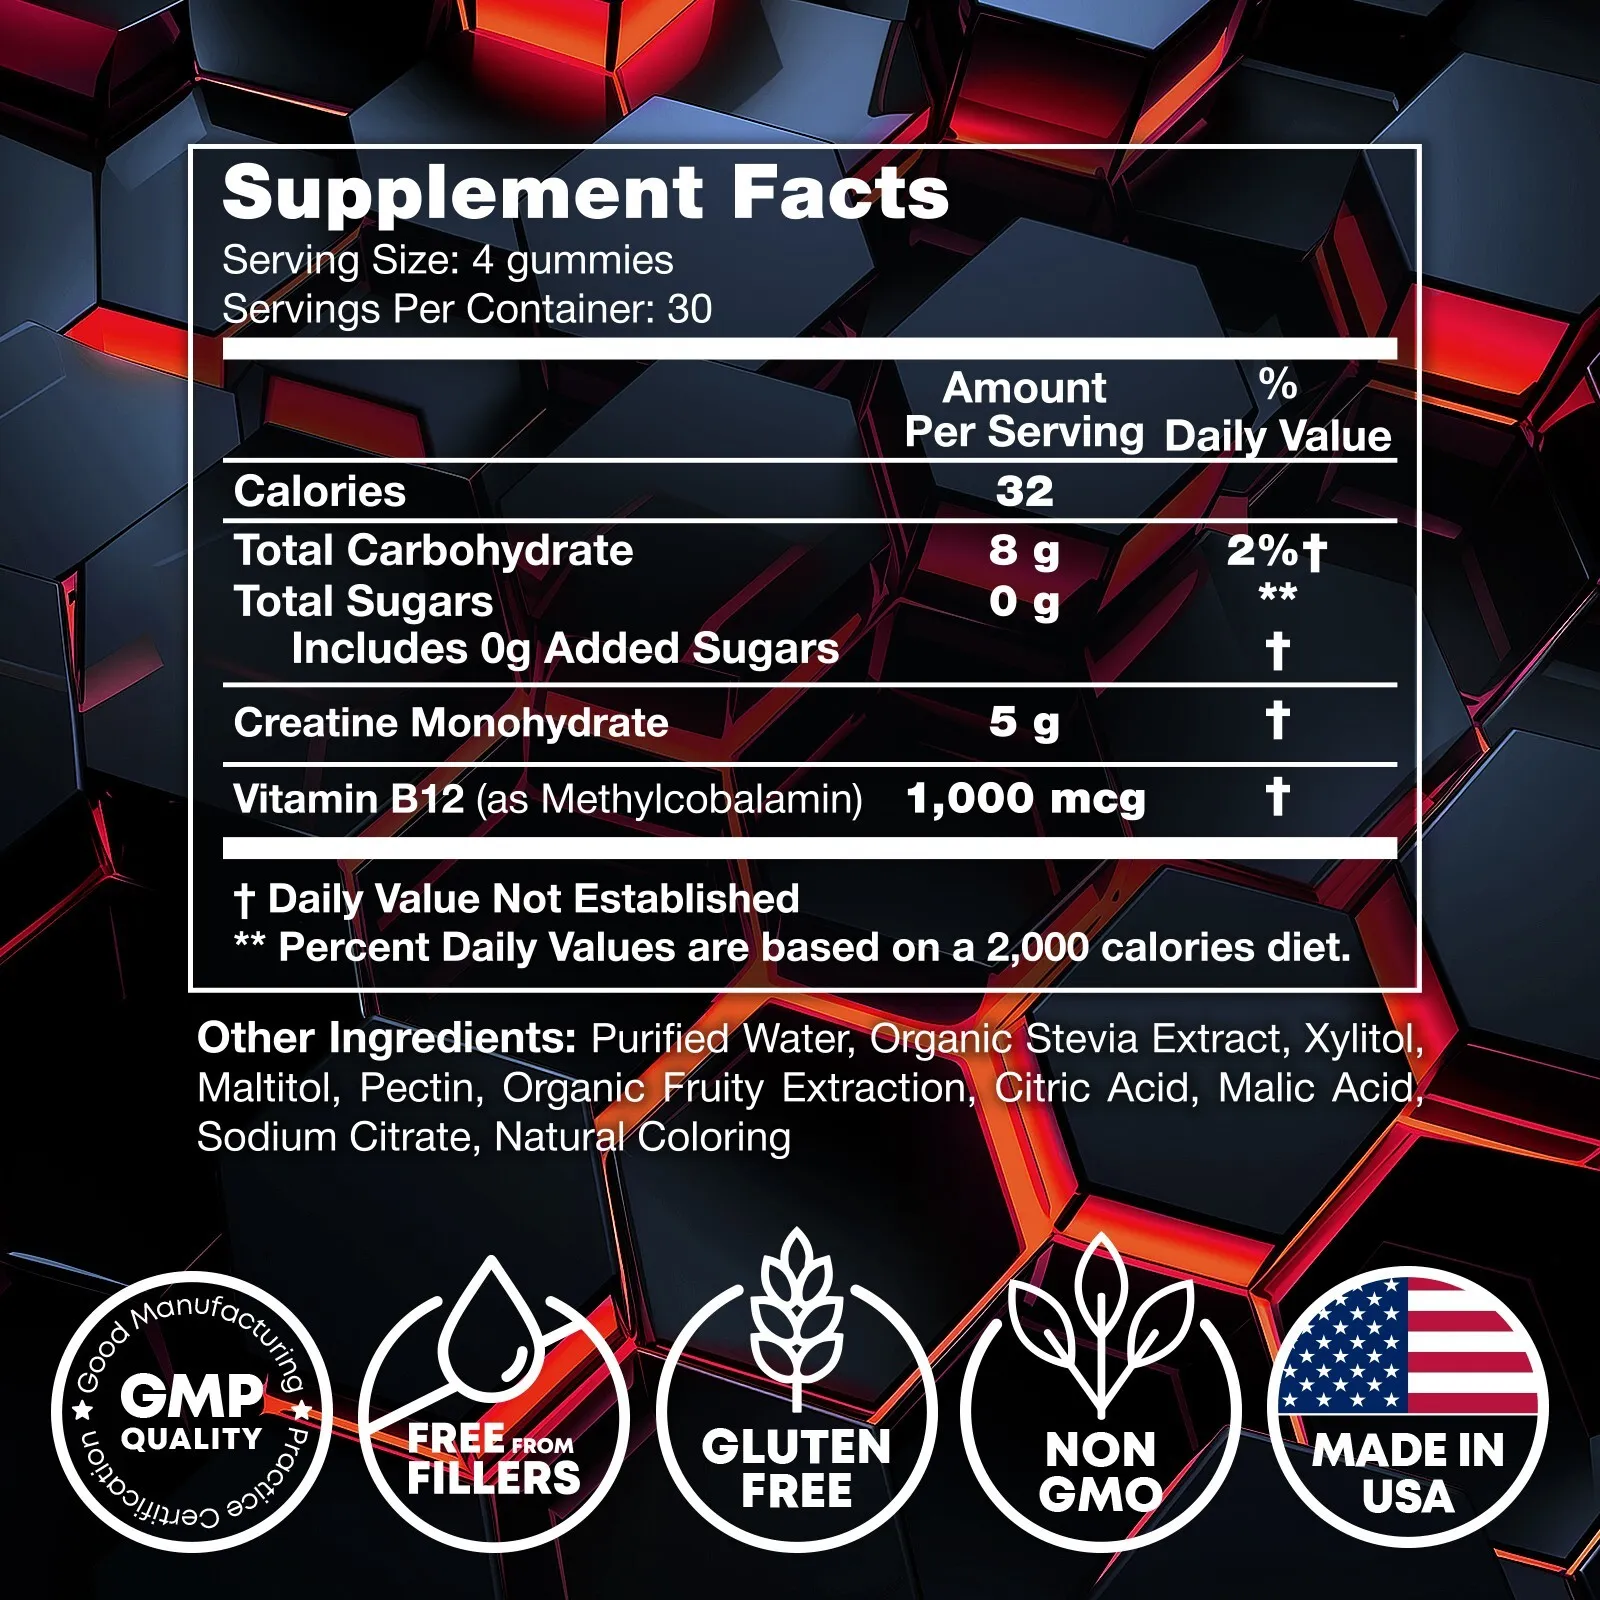 Supplement Facts
Serving Size: 4 gummies
Servings Per Container: 30
Amount Per Serving % Daily Value
Calories 32
Total Carbohydrate 8 g 2%†
Total Sugars 0 g **
Includes 0g Added Sugars †
Creatine Monohydrate 5 g †
Vitamin B12 (as Methylcobalamin) 1,000 mcg †
† Daily Value Not Established
** Percent Daily Values are based on a 2,000 calories diet.
Other Ingredients: Purified Water, Organic Stevia Extract, Xylitol,
Maltitol, Pectin, Organic Fruity Extraction, Citric Acid, Malic Acid,
Sodium Citrate, Natural Coloring
Good Manufacturing Practice Certification
GMP
QUALITY
FREE FROM
FILLERS
GLUTEN
FREE
NON
GMO
MADE IN
USA